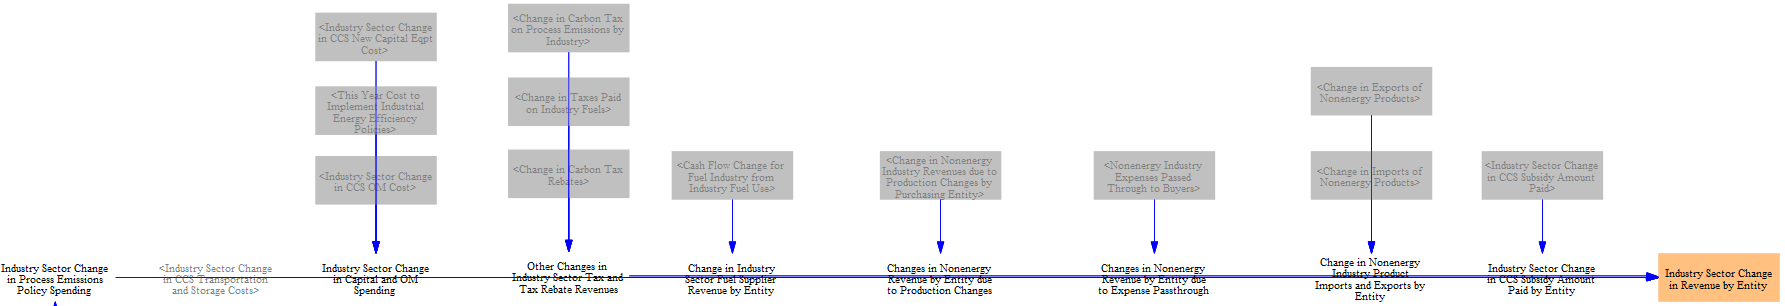 <Industry Sector Change
in CCS New Capital Eqpt
Cost>
<This Year Cost to
Implement Industrial
Energy Efficiency
Policies>
<Industry Sector Change
in CCS OM Cost>
<Change in Carbon Tax
on Process Emissions by
Industry>
<Change in Taxes Paid
on Industry Fuels>
<Change in Carbon Tax
Rebates>
<Cash Flow Change for
Fuel Industry from
Industry Fuel Use>
<Change in Nonenergy
Industry Revenues due to
Production Changes by
Purchasing Entity>
<Nonenergy Industry
Expenses Passed
Through to Buyers>
<Change in Exports of
Nonenergy Products>
<Change in Imports of
Nonenergy Products>
<Industry Sector Change
in CCS Subsidy Amount
Paid>
Industry Sector Change
in Process Emissions
Policy Spending
<Industry Sector Change
in CCS Transportation
and Storage Costs>
Industry Sector Change
in Capital and OM
Spending
Other Changes in
Industry Sector Tax and
Tax Rebate Revenues
Change in Industry
Sector Fuel Supplier
Revenue by Entity
Changes in Nonenergy
Revenue by Entity due
to Production Changes
Changes in Nonenergy
Revenue by Entity due
to Expense Passthrough
Change in Nonenergy
Industry Product
Imports and Exports by
Entity
Industry Sector Change
in CCS Subsidy Amount
Paid by Entity
Industry Sector Change
in Revenue by Entity